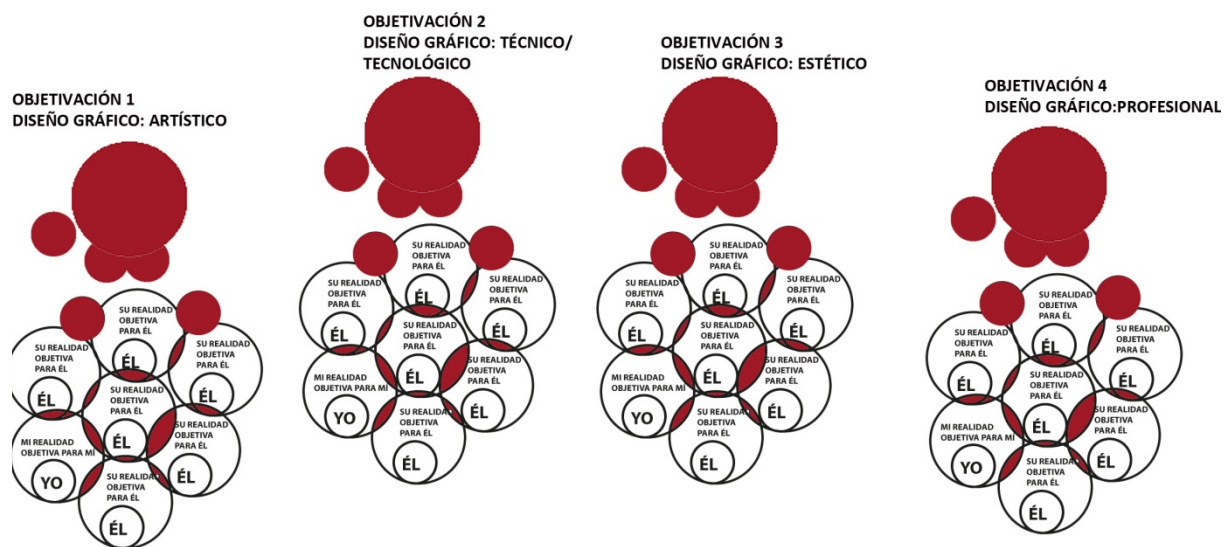 OBJETIVACIÓN 1
DISEÑO GRÁFICO: ARTÍSTICO
SU REALIDAD
OBJETIVA
PARA ÉL
ÉL
SU REALIDAD
OBJETIVA
PARA ÉL
ÉL
SU REALIDAD
OBJETIVA
PARA ÉL
ÉL
SU REALIDAD
OBJETIVA
PARA ÉL
ÉL
MI REALIDAD
OBJETIVA PARA MÍ
YO
SU REALIDAD
OBJETIVA
PARA ÉL
ÉL
SU REALIDAD
OBJETIVA
PARA ÉL
ÉL
OBJETIVACIÓN 2
DISEÑO GRÁFICO: TÉCNICO/
TECNOLÓGICO
SU REALIDAD
OBJETIVA
PARA ÉL
ÉL
SU REALIDAD
OBJETIVA
PARA ÉL
ÉL
SU REALIDAD
OBJETIVA
PARA ÉL
ÉL
SU REALIDAD
OBJETIVA
PARA ÉL
ÉL
MI REALIDAD
OBJETIVA PARA MÍ
YO
SU REALIDAD
OBJETIVA
PARA ÉL
ÉL
SU REALIDAD
OBJETIVA
PARA ÉL
ÉL
OBJETIVACIÓN 3
DISEÑO GRÁFICO: ESTÉTICO
SU REALIDAD
OBJETIVA
PARA ÉL
ÉL
SU REALIDAD
OBJETIVA
PARA ÉL
ÉL
SU REALIDAD
OBJETIVA
PARA ÉL
ÉL
SU REALIDAD
OBJETIVA
PARA ÉL
ÉL
MI REALIDAD
OBJETIVA PARA MÍ
YO
SU REALIDAD
OBJETIVA
PARA ÉL
ÉL
SU REALIDAD
OBJETIVA
PARA ÉL
ÉL
OBJETIVACIÓN 4
DISEÑO GRÁFICO:PROFESIONAL
SU REALIDAD
OBJETIVA
PARA ÉL
ÉL
SU REALIDAD
OBJETIVA
PARA ÉL
ÉL
SU REALIDAD
OBJETIVA
PARA ÉL
ÉL
SU REALIDAD
OBJETIVA
PARA ÉL
ÉL
MI REALIDAD
OBJETIVA PARA MÍ
YO
SU REALIDAD
OBJETIVA
PARA ÉL
ÉL
SU REALIDAD
OBJETIVA
PARA ÉL
ÉL